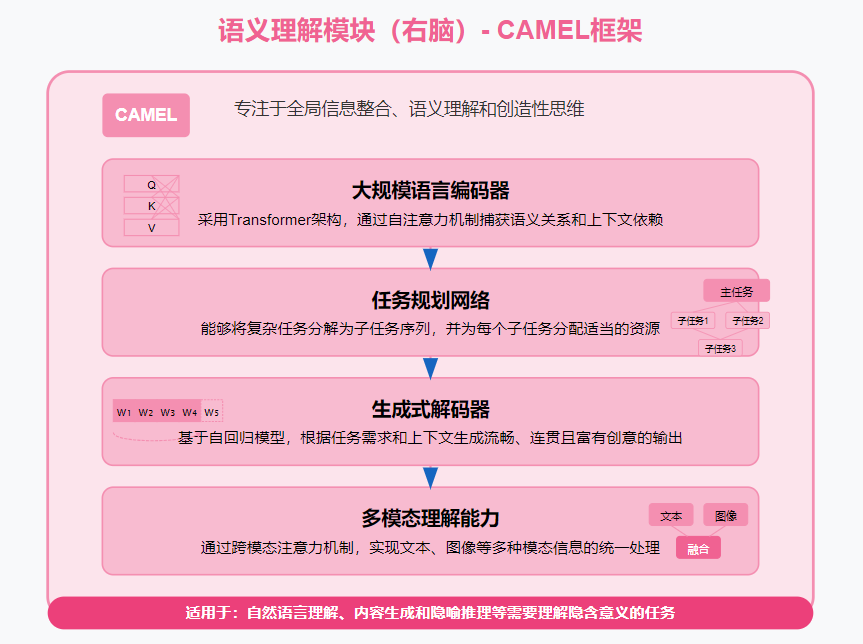 语义理解模块（右脑）- CAMEL框架
CAMEL
专注于全局信息整合、语义理解和创造性思维
Q
K
V
大规模语言编码器
采用Transformer架构，通过自注意力机制捕获语义关系和上下文依赖
任务规划网络
能够将复杂任务分解为子任务序列，并为每个子任务分配适当的资源
主任务
子任务1 子任务2
子任务3
W1 W2 W3 W4 W5
生成式解码器
基于自回归模型，根据任务需求和上下文生成流畅、连贯且富有创意的输出
多模态理解能力
通过跨模态注意力机制，实现文本、图像等多种模态信息的统一处理
文本 图像
融合
适用于：自然语言理解、内容生成和隐喻推理等需要理解隐含意义的任务